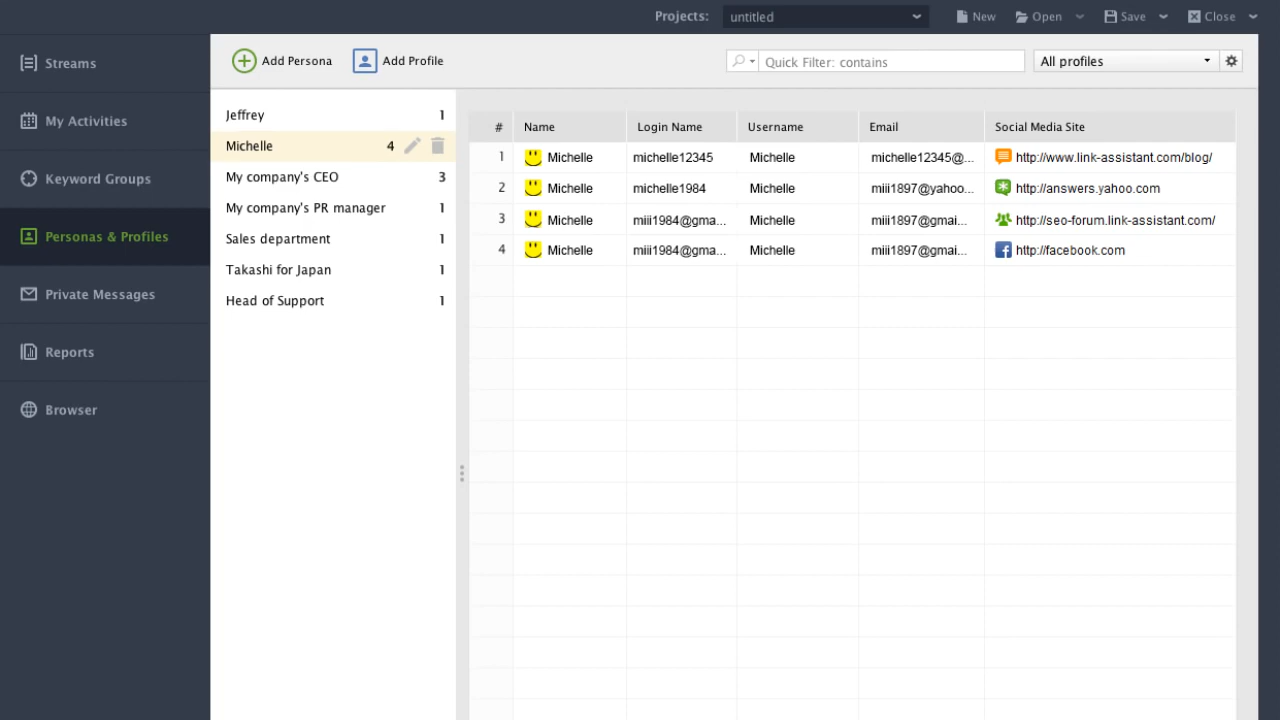 Projects: untitled New Open Save Close
Streams
My Activities
Keyword Groups
Personas & Profiles
Private Messages
Reports
Browser
Add Persona Add Profile Quick Filter: contains All profiles
Jeffrey 1
Michelle 4
My company's CEO 3
My company's PR manager 1
Sales department 1
Takashi for Japan 1
Head of Support 1
# Name Login Name Username Email Social Media Site
1 Michelle michelle12345 Michelle michelle12345@... http://www.link-assistant.com/blog/
2 Michelle michelle1984 Michelle miii1897@yahoo... http://answers.yahoo.com
3 Michelle miii1984@gma... Michelle miii1897@gmai... http://seo-forum.link-assistant.com/
4 Michelle miii1984@gma... Michelle miii1897@gmai... http://facebook.com